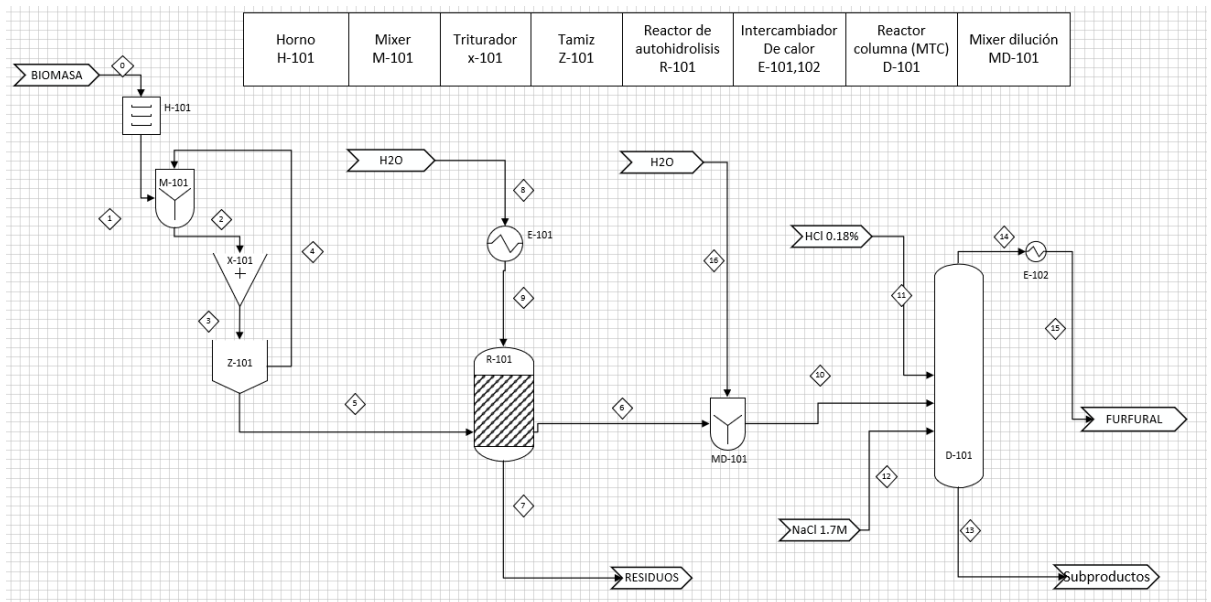 Horno
H-101
Mixer
M-101
Triturador
x-101
Tamiz
Z-101
Reactor de
autohidrolisis
R-101
Intercambiador
De calor
E-101,102
Reactor
columna (MTC)
D-101
Mixer dilución
MD-101
BIOMASA
0
H-101
M-101
1
2
X-101
4
3
Z-101
5
H2O
8
E-101
9
R-101
6
7
RESIDUOS
H2O
16
MD-101
10
HCl 0.18%
11
12
NaCl 1.7M
D-101
13
Subproductos
14
E-102
15
FURFURAL